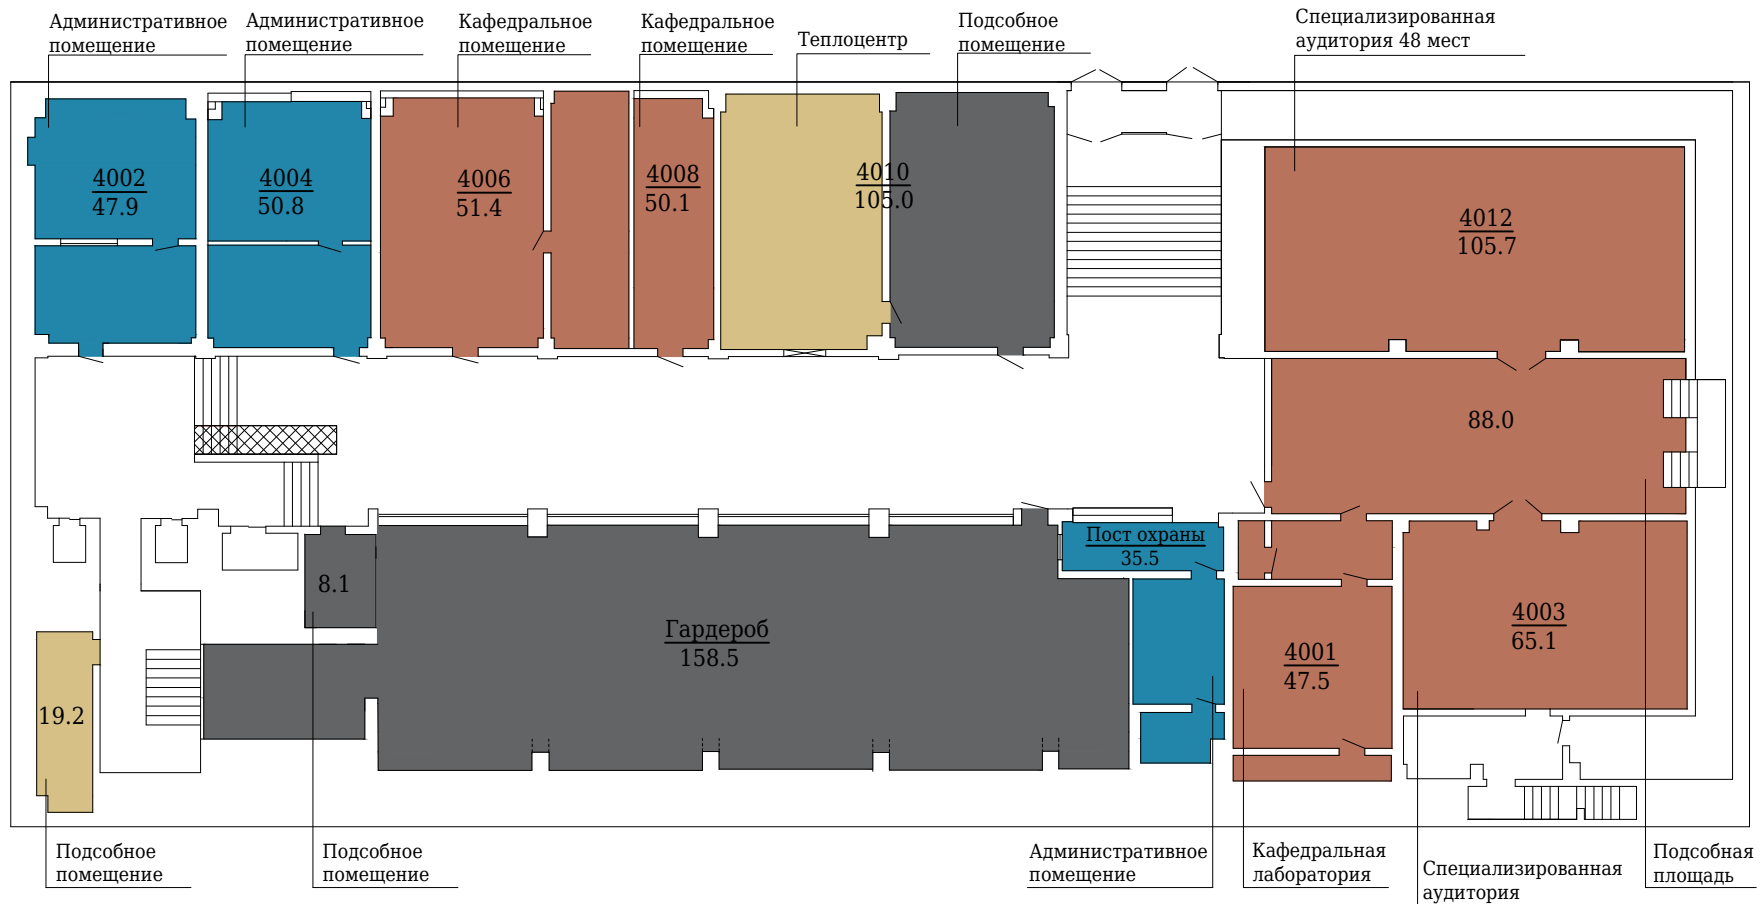 Административное
помещение
Административное
помещение
Кафедральное
помещение
Кафедральное
помещение
Теплоцентр
Подсобное
помещение
Специализированная
аудитория 48 мест
4002
47.9
4004
50.8
4006
51.4
4008
50.1
4010
105.0
4012
105.7
88.0
Пост охраны
35.5
8.1
Гардероб
158.5
4001
47.5
4003
65.1
19.2
Подсобное
помещение
Подсобное
помещение
Административное
помещение
Кафедральная
лаборатория
Специализированная
аудитория
Подсобная
площадь